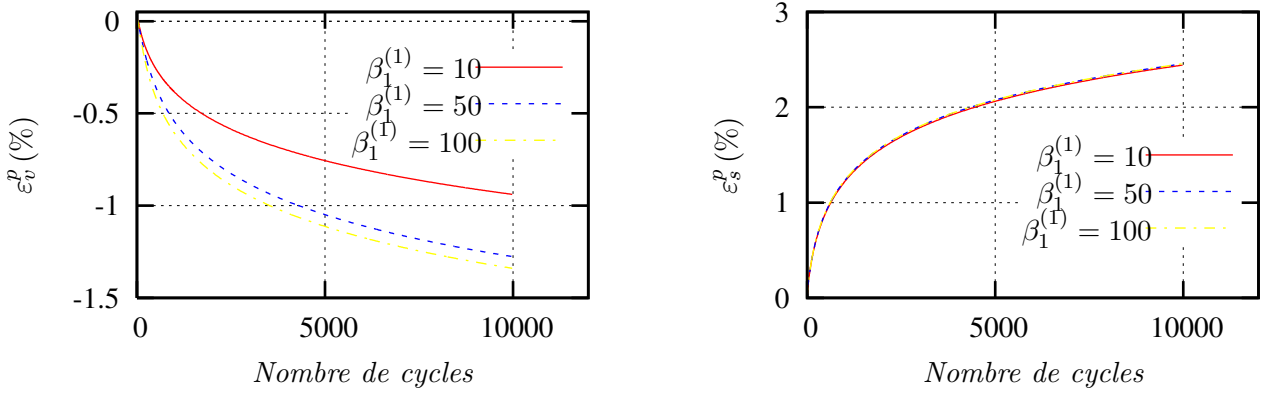 0
-0.5
-1
-1.5
ε_v^p (%)
β_1^(1) = 10
β_1^(1) = 50
β_1^(1) = 100
0
5000
10000
Nombre de cycles
3
2
1
0
ε_s^p (%)
β_1^(1) = 10
β_1^(1) = 50
β_1^(1) = 100
0
5000
10000
Nombre de cycles